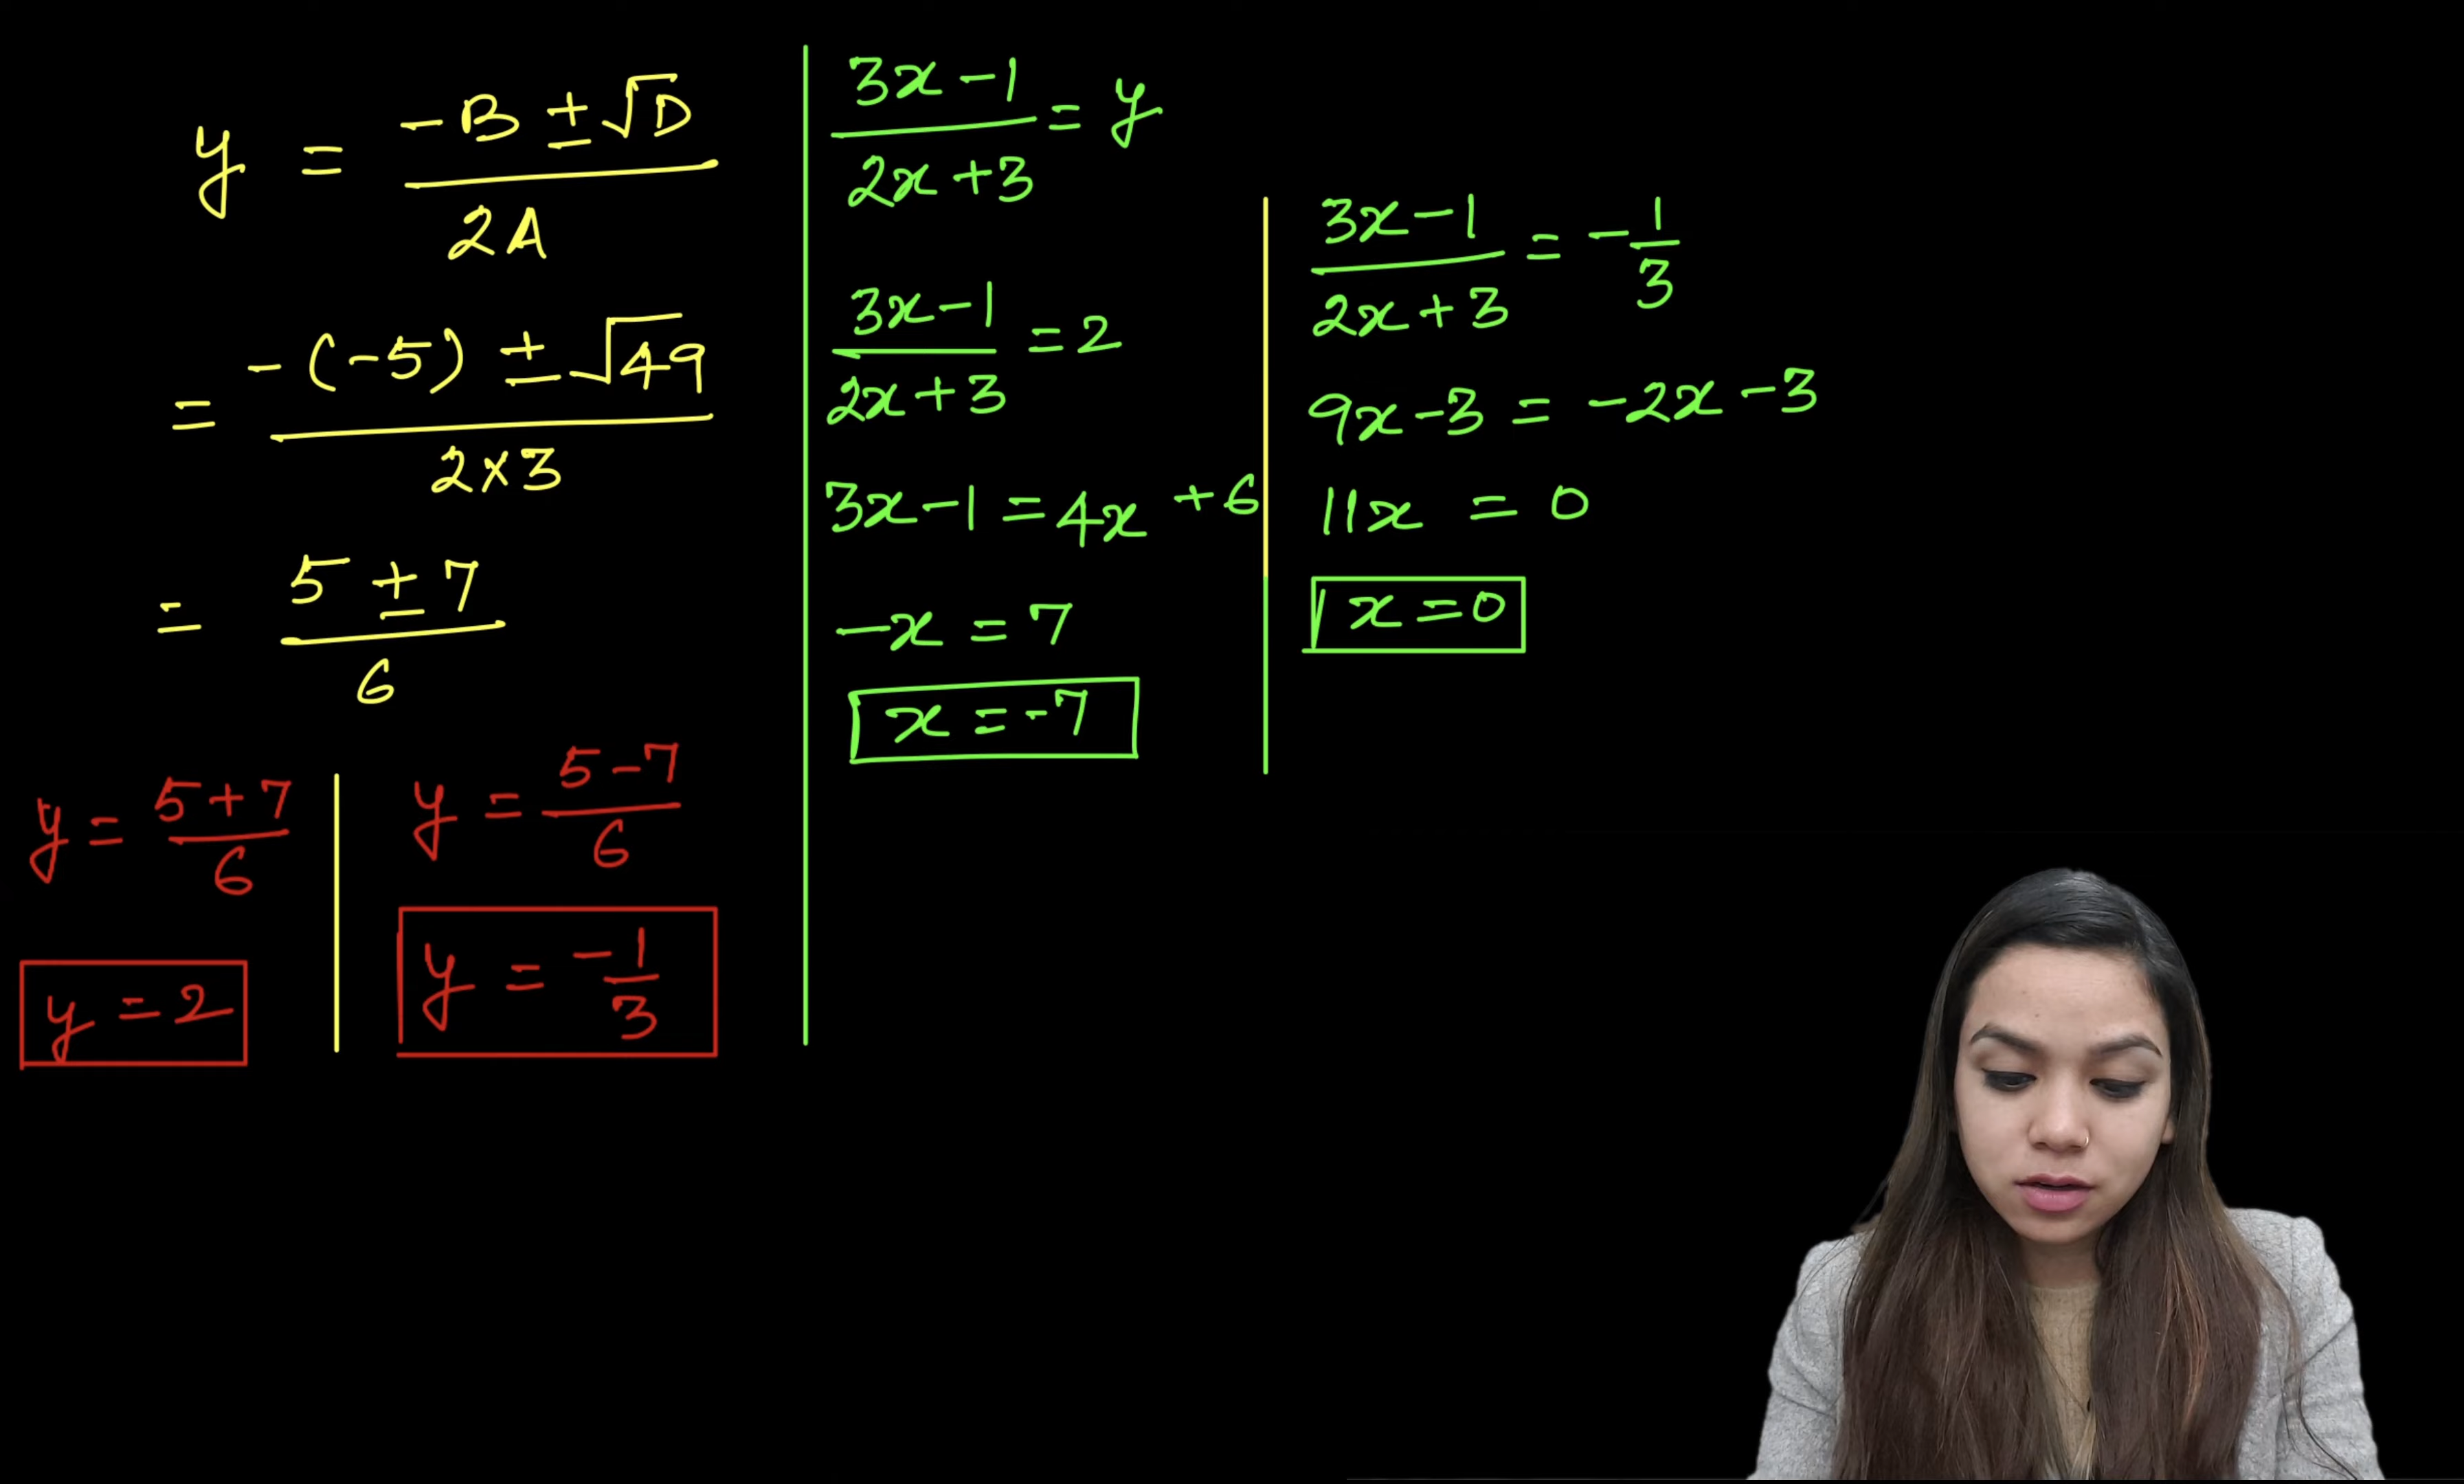 y = (-B ± √D) / 2A
= (-(-5) ± √49) / (2×3)
= (5 ± 7) / 6
y = (5+7) / 6
y = 2
y = (5-7) / 6
y = -1/3
(3x-1) / (2x+3) = y
(3x-1) / (2x+3) = 2
3x-1 = 4x +6
-x = 7
x = -7
(3x-1) / (2x+3) = -1/3
9x-3 = -2x-3
11x = 0
x = 0